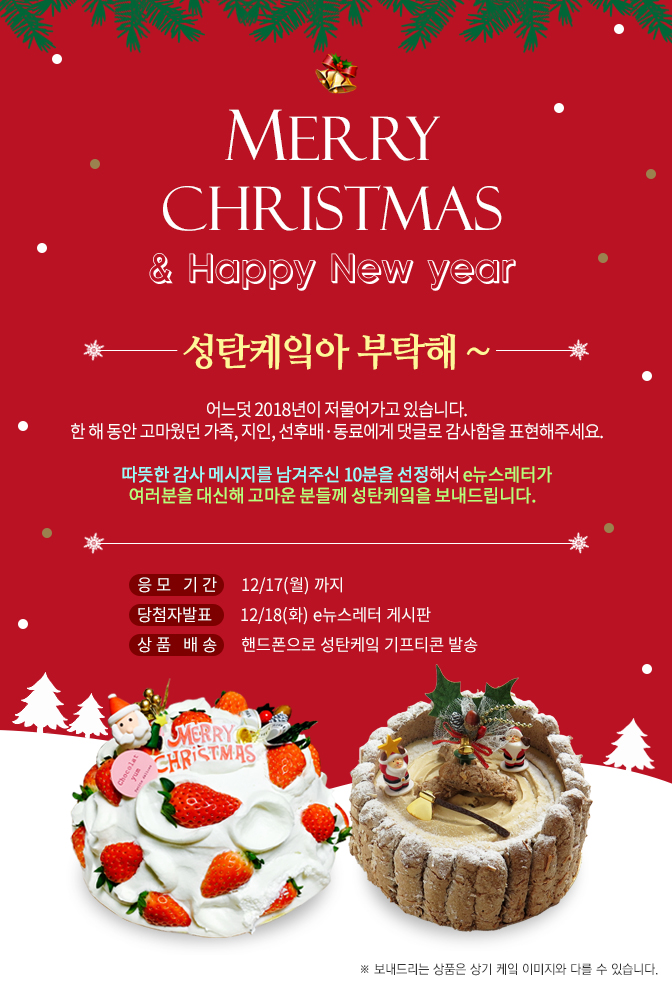 MERRY
CHRISTMAS
& Happy New year
성탄케잌아 부탁해 ~
어느덧 2018년이 저물어가고 있습니다.
한 해 동안 고마웠던 가족, 지인, 선후배·동료에게 댓글로 감사함을 표현해주세요.
따뜻한 감사 메시지를 남겨주신 10분을 선정해서 e뉴스레터가
여러분을 대신해 고마운 분들께 성탄케잌을 보내드립니다.
응모 기간 12/17(월) 까지
당첨자발표 12/18(화) e뉴스레터 게시판
상품 배송 핸드폰으로 성탄케잌 기프티콘 발송
MERRY
CHRISTMAS
Chocolat
yum
※ 보내드리는 상품은 상기 케잌 이미지와 다를 수 있습니다.